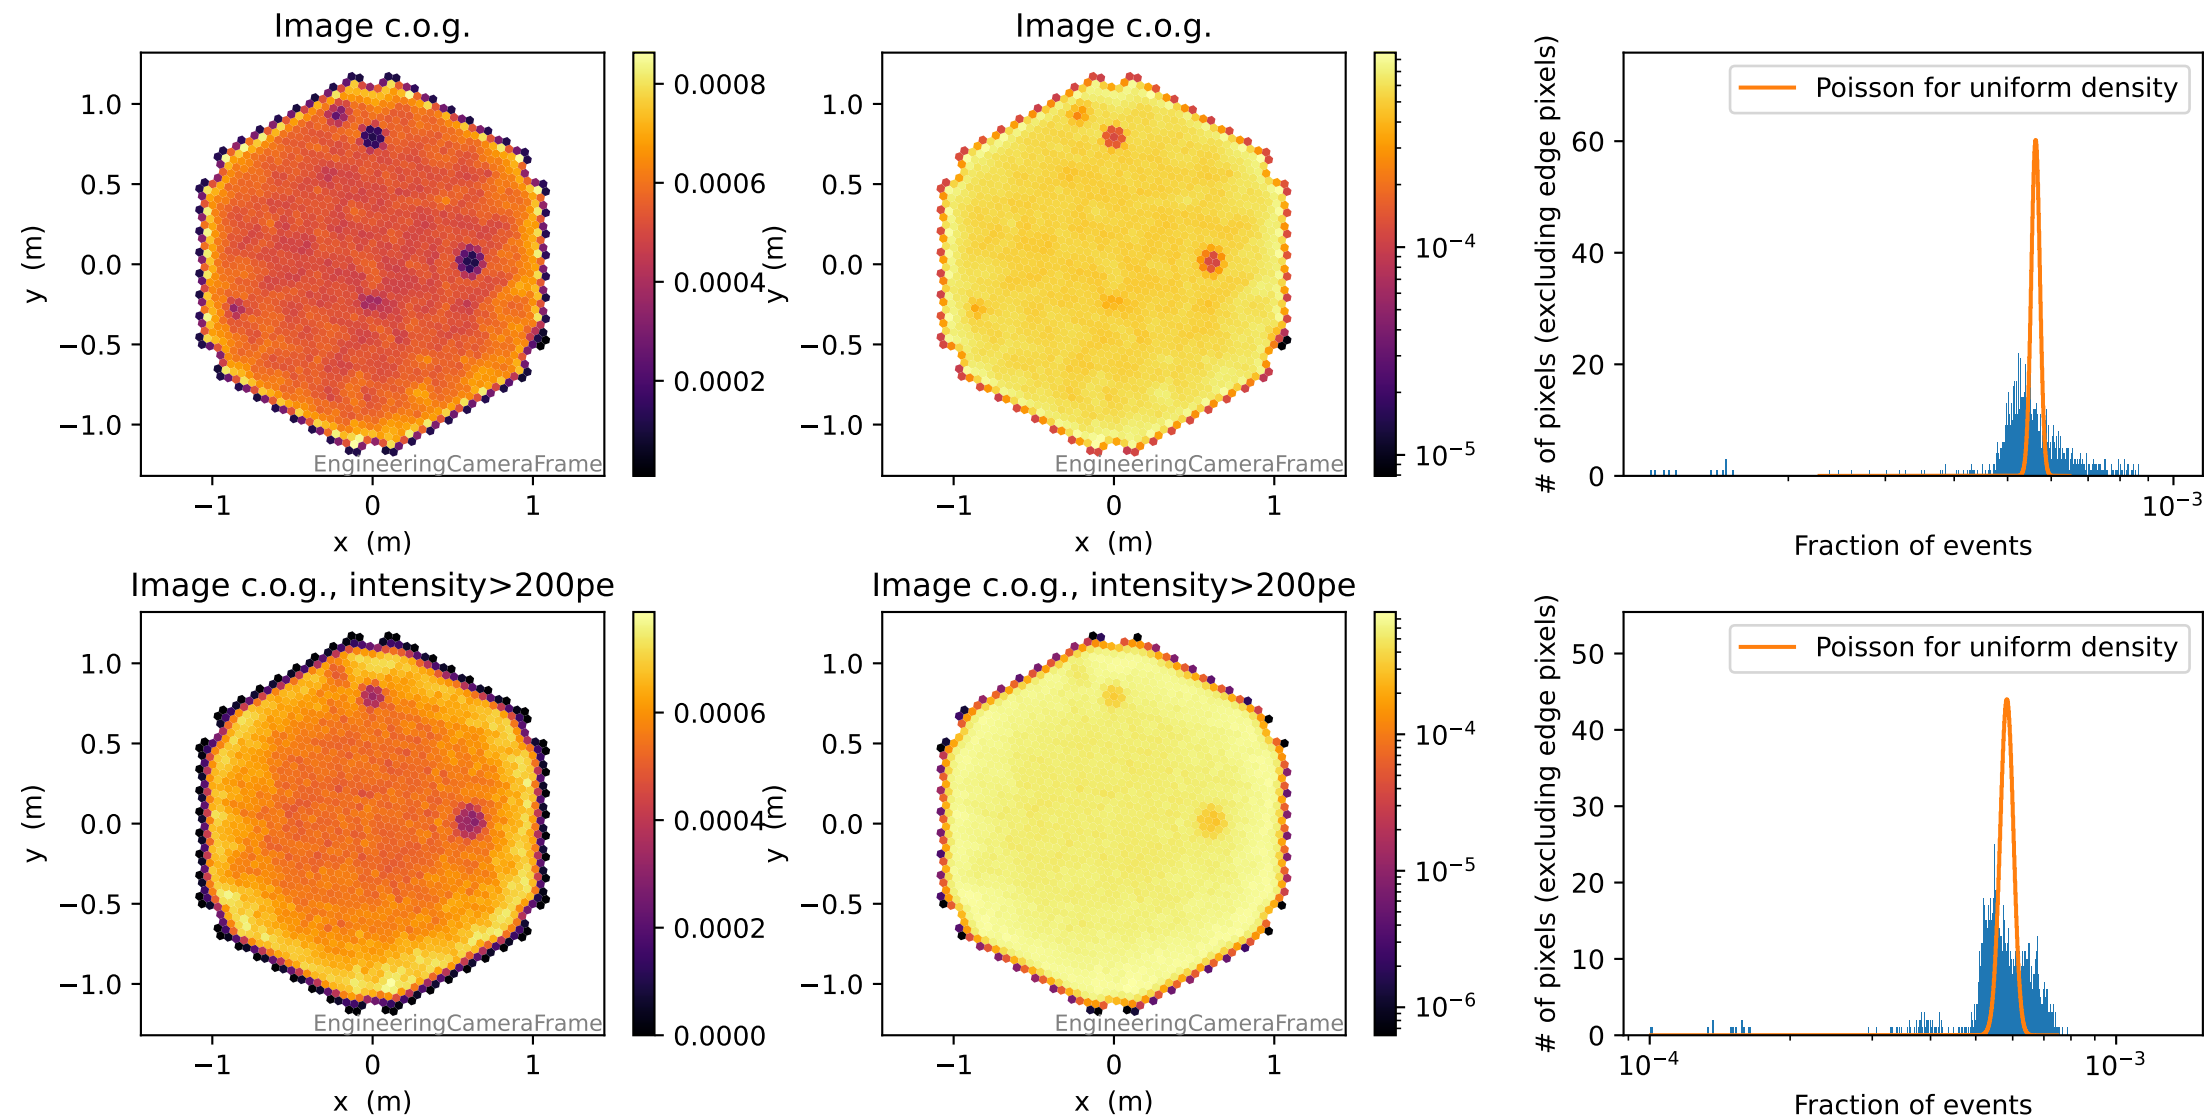 Image c.o.g.
1.0
0.5
0.0
−0.5
−1.0
y (m)
−1
0
1
x (m)
EngineeringCameraFrame
0.0008
0.0006
0.0004
0.0002
Image c.o.g.
1.0
0.5
0.0
−0.5
−1.0
y (m)
−1
0
1
x (m)
EngineeringCameraFrame
10−4
10−5
# of pixels (excluding edge pixels)
60
40
20
0
Poisson for uniform density
10−3
Fraction of events
Image c.o.g., intensity>200pe
1.0
0.5
0.0
−0.5
−1.0
y (m)
−1
0
1
x (m)
EngineeringCameraFrame
0.0006
0.0004
0.0002
0.0000
Image c.o.g., intensity>200pe
1.0
0.5
0.0
−0.5
−1.0
y (m)
−1
0
1
x (m)
EngineeringCameraFrame
10−4
10−5
10−6
# of pixels (excluding edge pixels)
50
40
30
20
10
0
Poisson for uniform density
10−4
10−3
Fraction of events